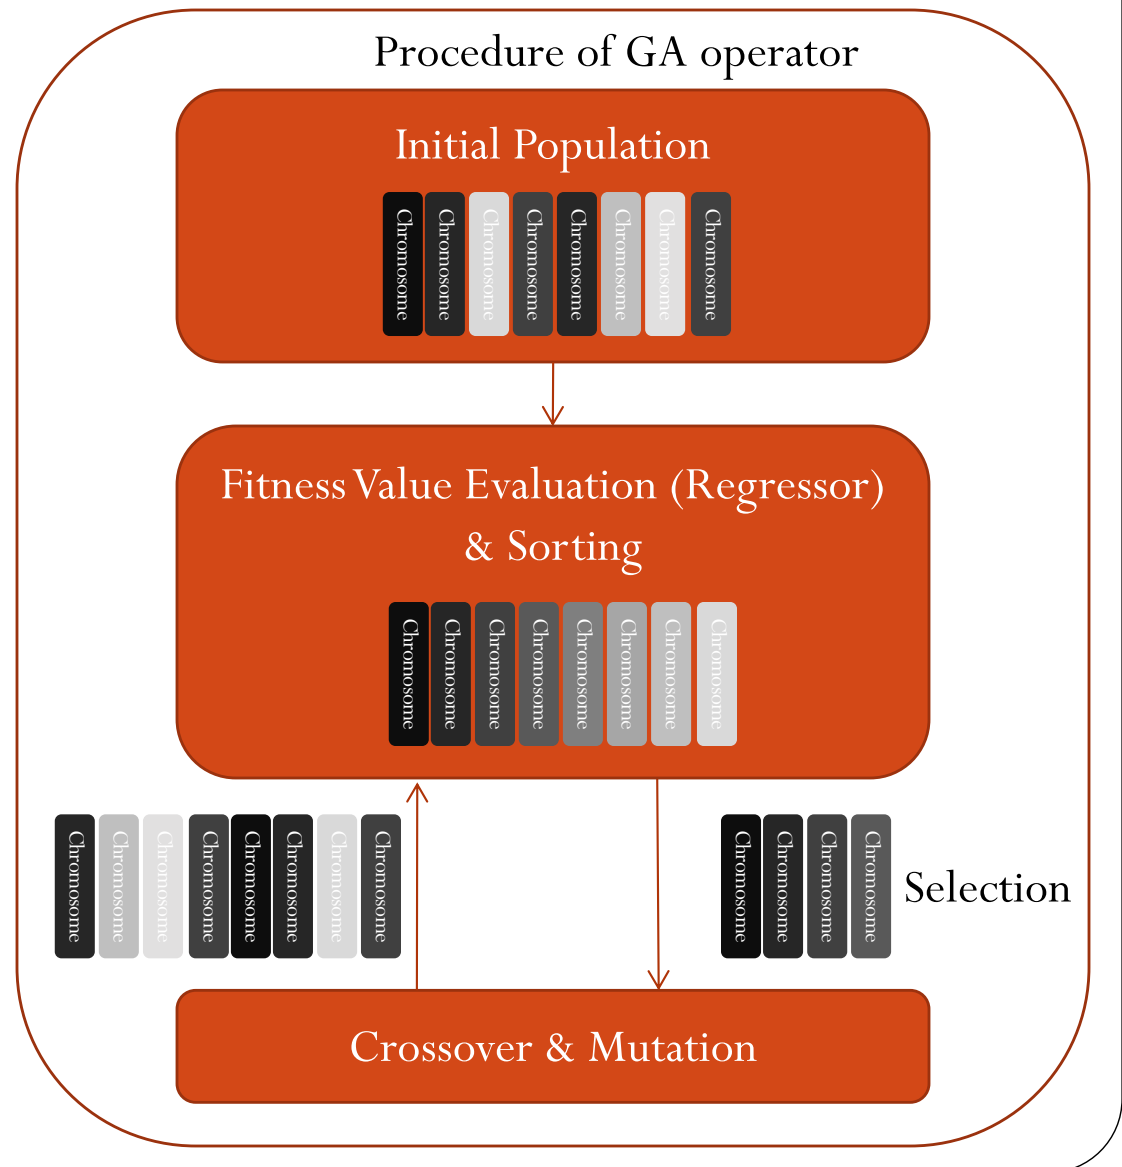 Procedure of GA operator
Initial Population
Chromosome Chromosome Chromosome Chromosome Chromosome Chromosome Chromosome Chromosome
Fitness Value Evaluation (Regressor)
& Sorting
Chromosome Chromosome Chromosome Chromosome Chromosome Chromosome Chromosome Chromosome
Chromosome Chromosome Chromosome Chromosome Chromosome Chromosome Chromosome Chromosome
Chromosome Chromosome Chromosome Chromosome
Selection
Crossover & Mutation